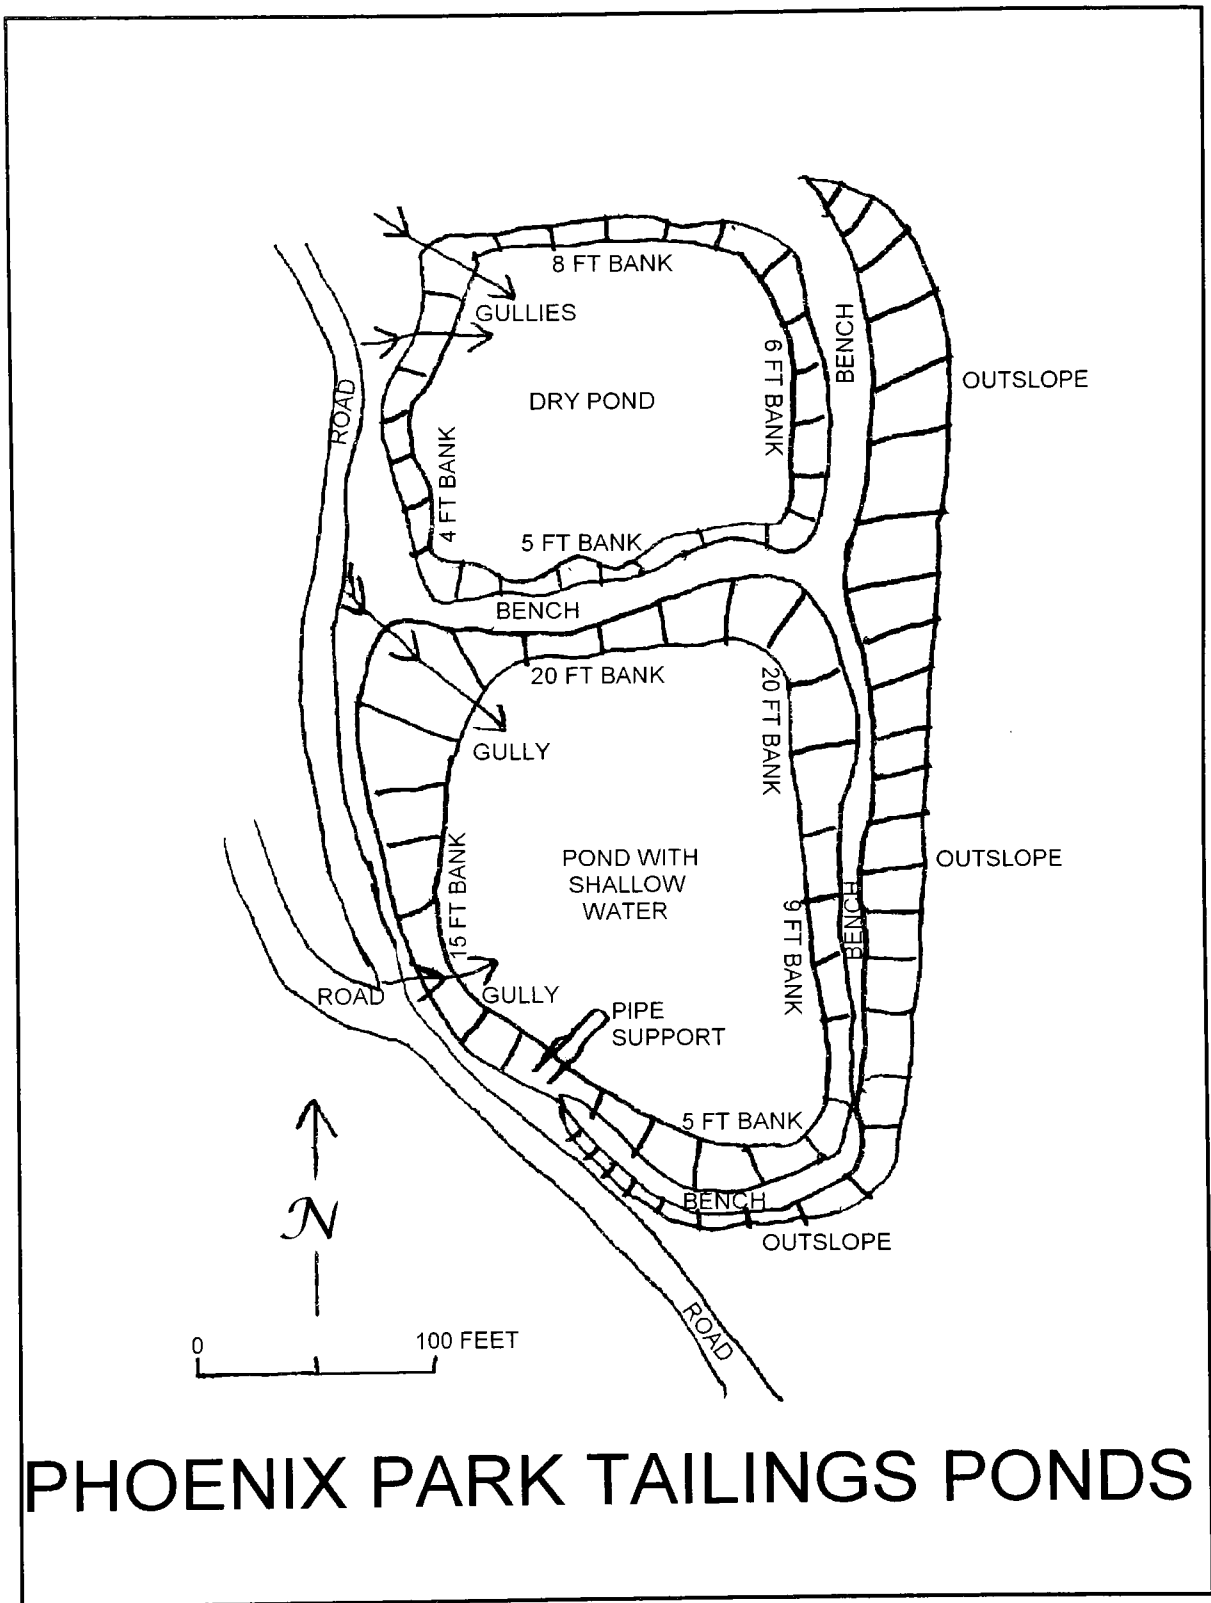 8 FT BANK
GULLIES
BENCH
6 FT BANK
OUTSLOPE
DRY POND
ROAD
4 FT BANK
5 FT BANK
BENCH
20 FT BANK
20 FT BANK
GULLY
POND WITH
SHALLOW
WATER
OUTSLOPE
15 FT BANK
9 FT BANK
BENCH
ROAD
GULLY
PIPE
SUPPORT
5 FT BANK
BENCH
OUTSLOPE
N
ROAD
0
100 FEET
PHOENIX PARK TAILINGS PONDS